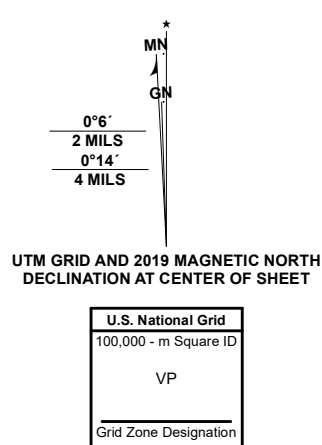 ★
MN
GN
0°6´
2 MILS
0°14´
4 MILS
UTM GRID AND 2019 MAGNETIC NORTH
DECLINATION AT CENTER OF SHEET
U.S. National Grid
100,000 - m Square ID
VP
Grid Zone Designation